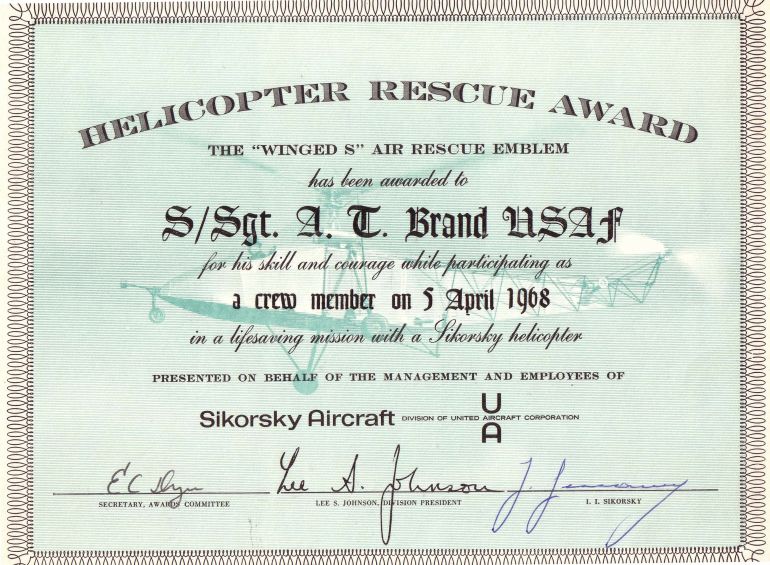 HELICOPTER RESCUE AWARD
THE "WINGED S" AIR RESCUE EMBLEM
has been awarded to
S/Sgt. A. T. Brand USAF
for his skill and courage while participating as
a crew member on 5 April 1968
in a lifesaving mission with a Sikorsky helicopter
PRESENTED ON BEHALF OF THE MANAGEMENT AND EMPLOYEES OF
Sikorsky Aircraft DIVISION OF UNITED AIRCRAFT CORPORATION
U
A
Lee S. Johnson
SECRETARY, AWARDS COMMITTEE LEE S. JOHNSON, DIVISION PRESIDENT I. I. SIKORSKY